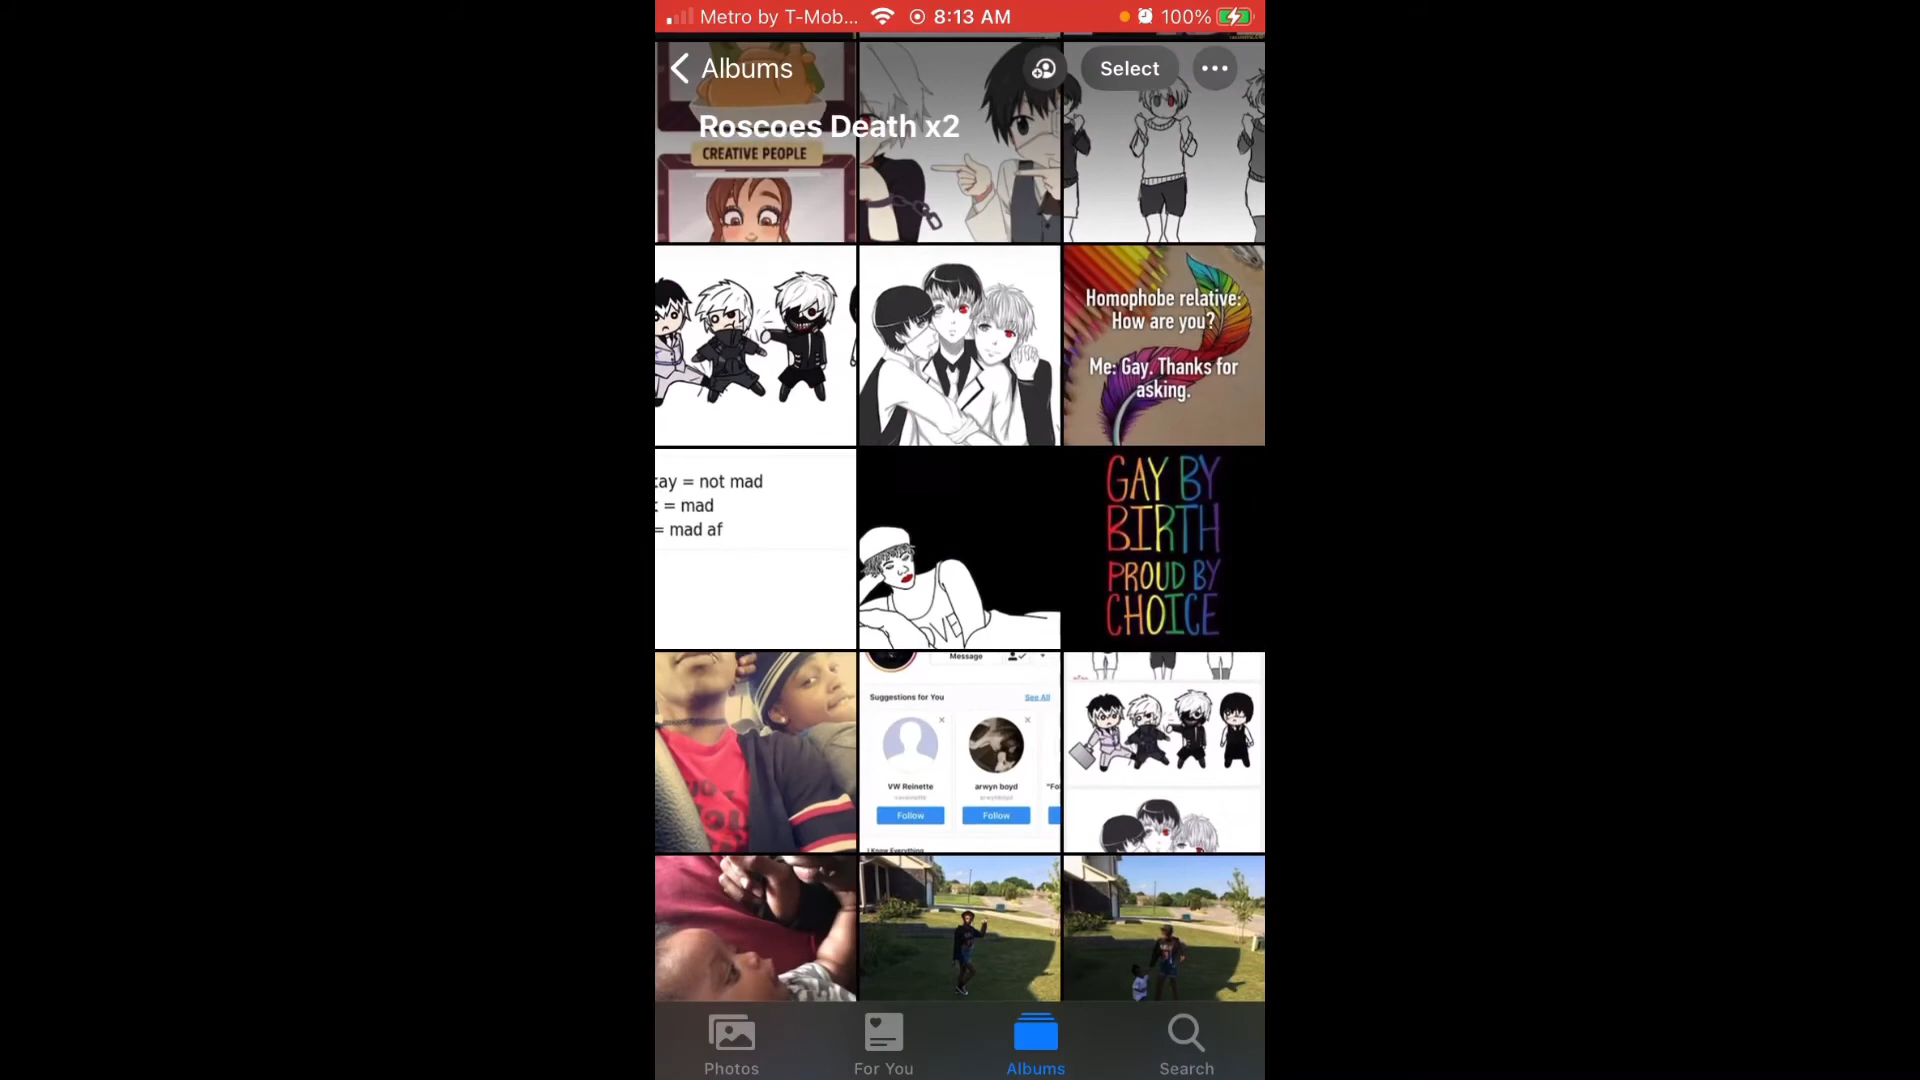 Metro by T-Mob... 8:13 AM 100%
Albums
Select
Roscoes Death x2
CREATIVE PEOPLE
Homophobe relative:
How are you?
Me: Gay. Thanks for
asking.
= not mad
= mad
= mad af
GAY BY
BIRTH
PROUD BY
CHOICE
Message
Suggestions for You See All
VW Reinette arwyn boyd
Follow Follow
I Know Everything
Photos For You Albums Search